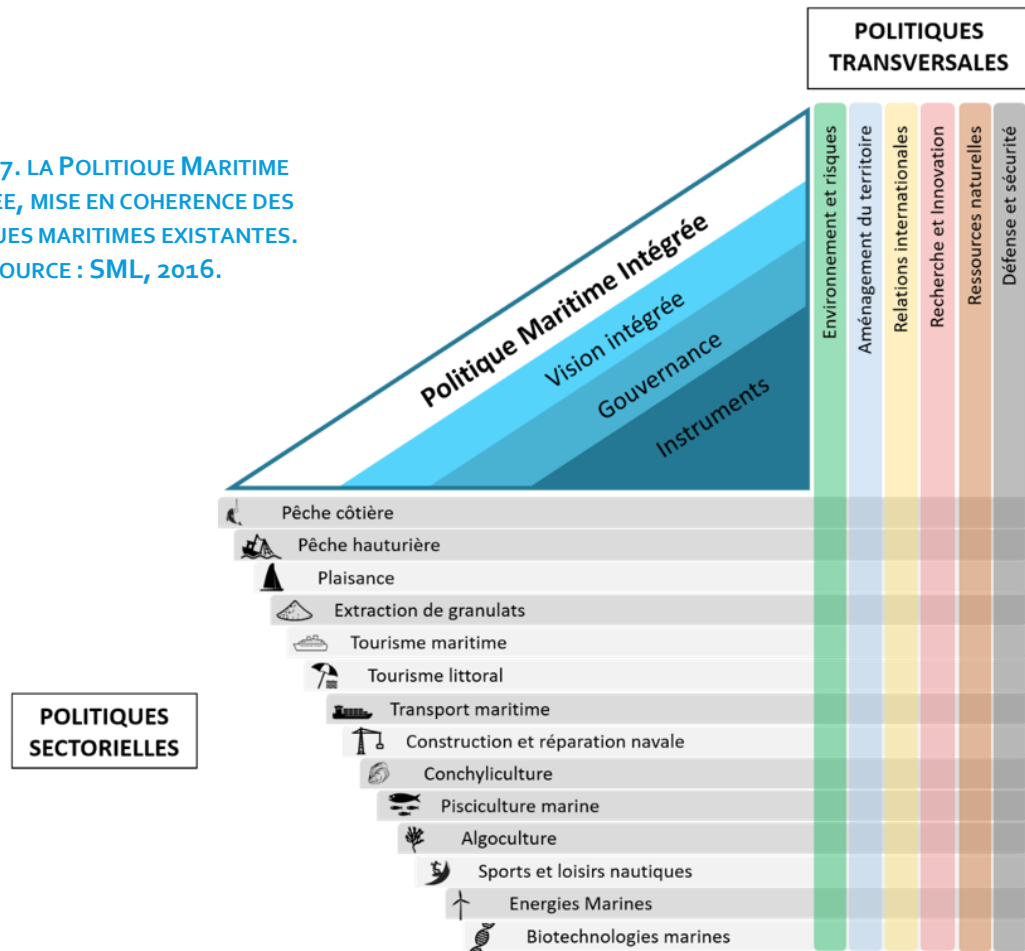 POLITIQUES
TRANSVERSALES
7. LA POLITIQUE MARITIME
EE, MISE EN COHERENCE DES
UES MARITIMES EXISTANTES.
OURCE : SML, 2016.
Environnement et risques
Aménagement du territoire
Relations internationales
Recherche et Innovation
Ressources naturelles
Défense et sécurité
Politique Maritime Intégrée
Vision intégrée
Gouvernance
Instruments
Pêche côtière
Pêche hauturière
Plaisance
Extraction de granulats
Tourisme maritime
Tourisme littoral
Transport maritime
POLITIQUES
SECTORIELLES
Construction et réparation navale
Conchyliculture
Pisciculture marine
Algoculture
Sports et loisirs nautiques
Energies Marines
Biotechnologies marines